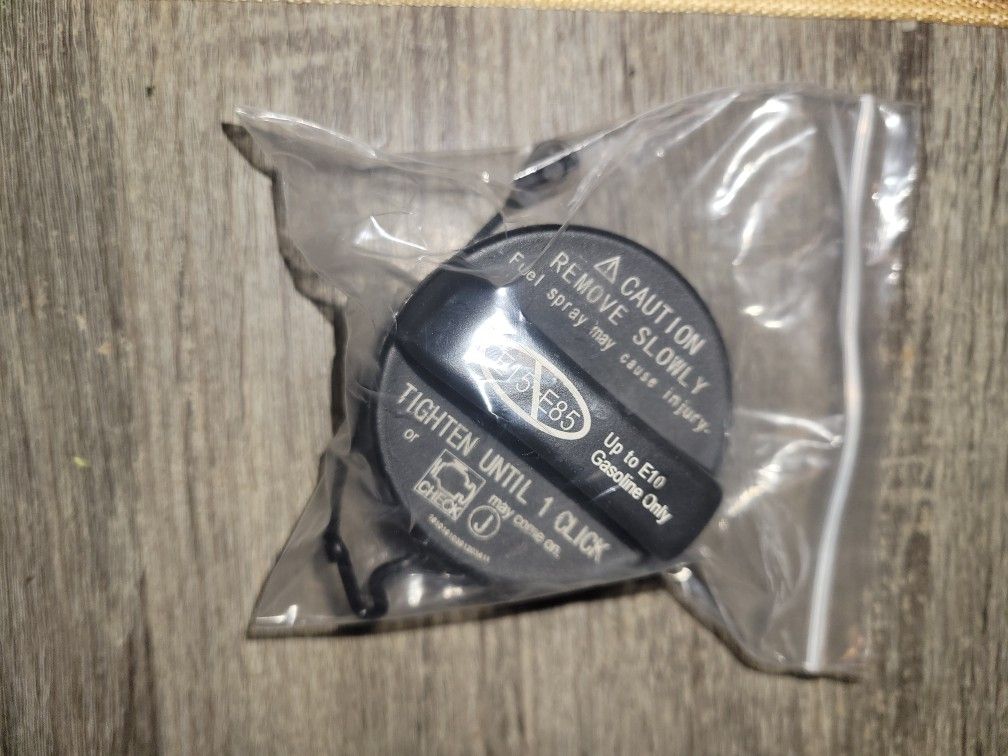 ⚠ CAUTION
REMOVE SLOWLY
Fuel spray may cause injury.
E15 E85
Up to E10
Gasoline Only
TIGHTEN UNTIL 1 CLICK
or
CHECK
may come on.
J